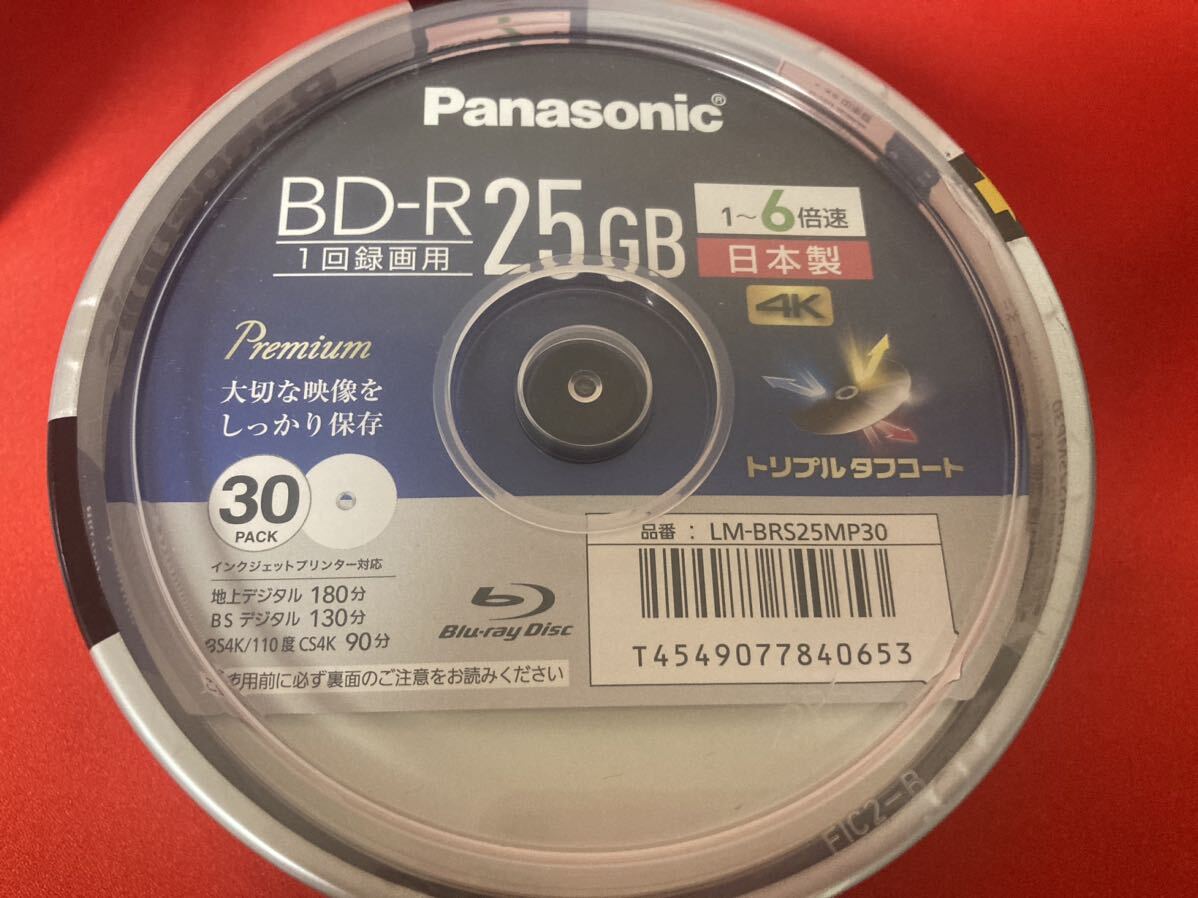 Panasonic®
BD-R 25GB
1回録画用
1～6倍速
日本製
4K
Premium
大切な映像を
しっかり保存
トリプル タフコート
30
PACK
インクジェットプリンター対応
地上デジタル 180分
BSデジタル 130分
BS4K/110度 CS4K 90分
使用前に必ず裏面のご注意をお読みください
Blu-ray Disc
品番 : LM-BRS25MP30
T4549077840653